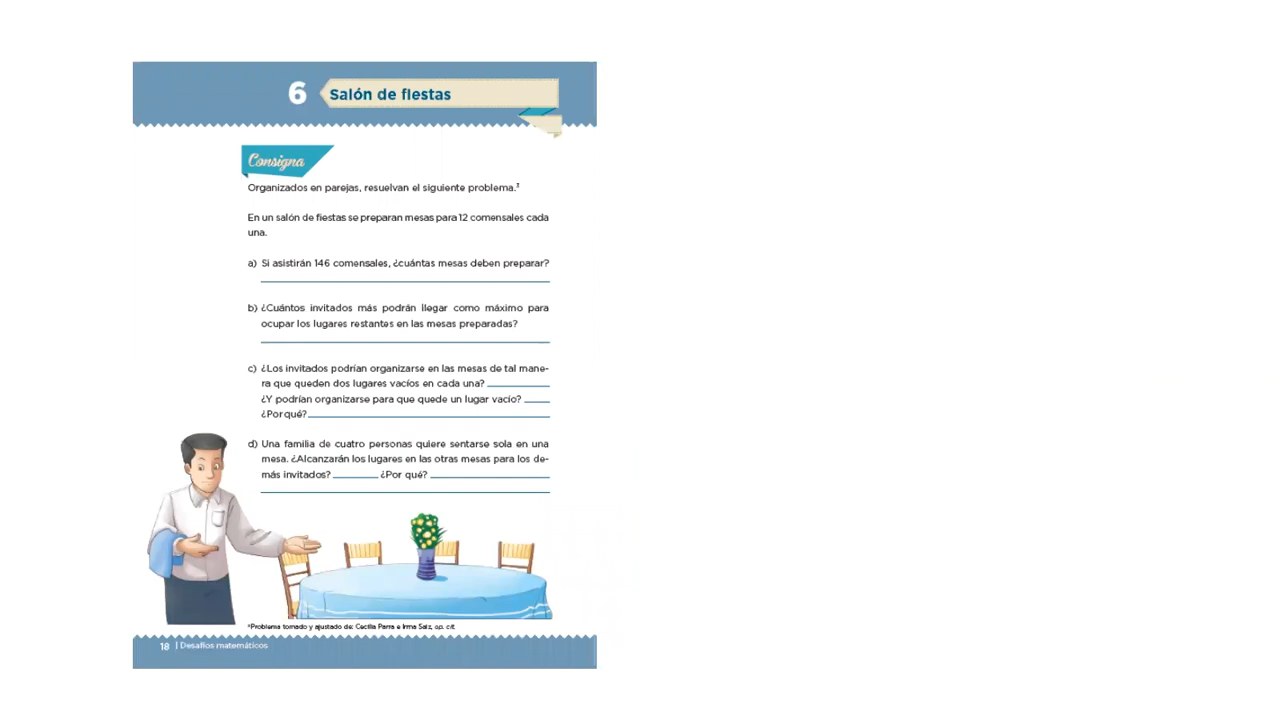 6 Salón de fiestas
Consigna
Organizados en parejas, resuelvan el siguiente problema.³
En un salón de fiestas se preparan mesas para 12 comensales cada
una.
a) Si asistirán 146 comensales, ¿cuántas mesas deben preparar?
b) ¿Cuántos invitados más podrán llegar como máximo para
ocupar los lugares restantes en las mesas preparadas?
c) ¿Los invitados podrían organizarse en las mesas de tal mane-
ra que queden dos lugares vacíos en cada una?
¿Y podrían organizarse para que quede un lugar vacío?
¿Por qué?
d) Una familia de cuatro personas quiere sentarse sola en una
mesa. ¿Alcanzarán los lugares en las otras mesas para los de-
más invitados? ¿Por qué?
³Problema tomado y ajustado de: Cecilia Parra e Irma Saiz, op. cit.
18 | Desafíos matemáticos